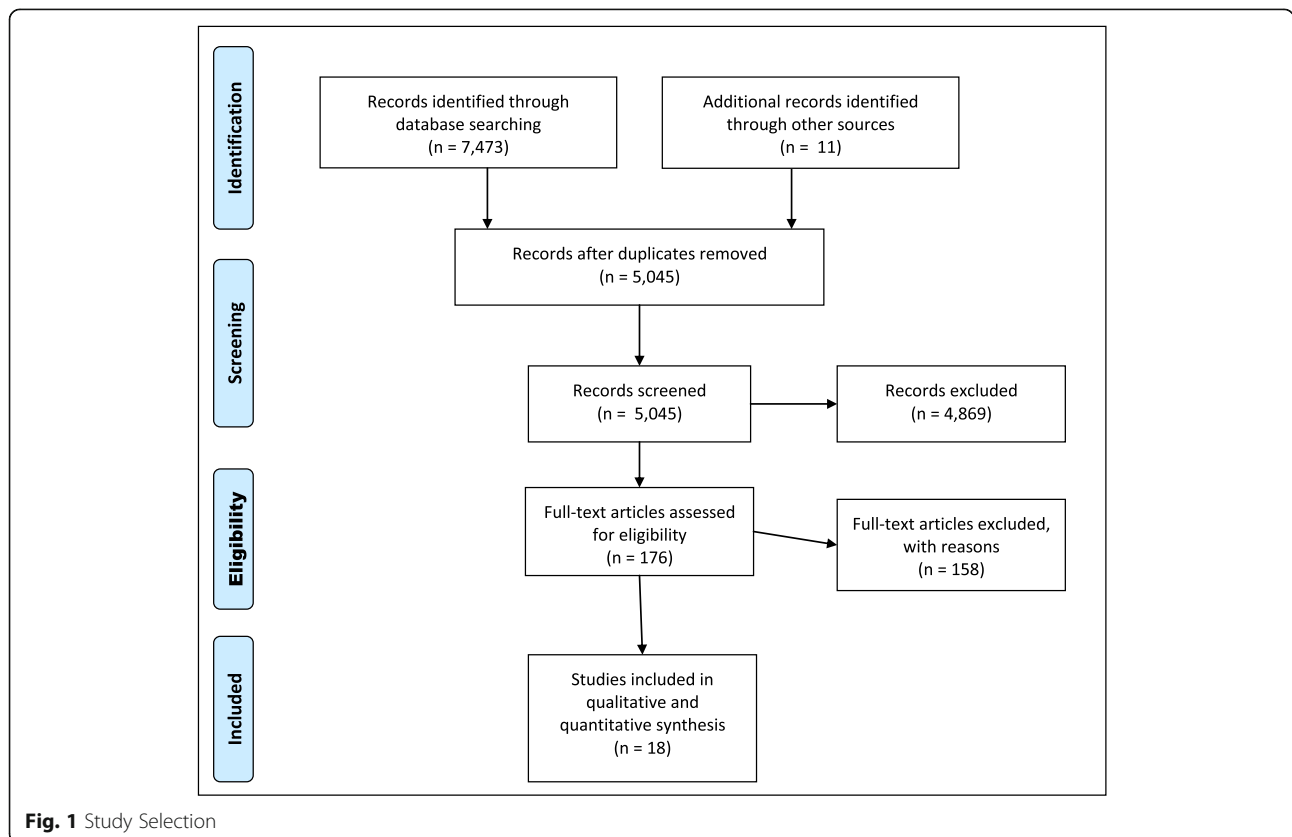 Identification
Records identified through
database searching
(n = 7,473)
Additional records identified
through other sources
(n = 11)
Records after duplicates removed
(n = 5,045)
Screening
Records screened
(n = 5,045)
Records excluded
(n = 4,869)
Eligibility
Full-text articles assessed
for eligibility
(n = 176)
Full-text articles excluded,
with reasons
(n = 158)
Included
Studies included in
qualitative and
quantitative synthesis
(n = 18)
Fig. 1 Study Selection